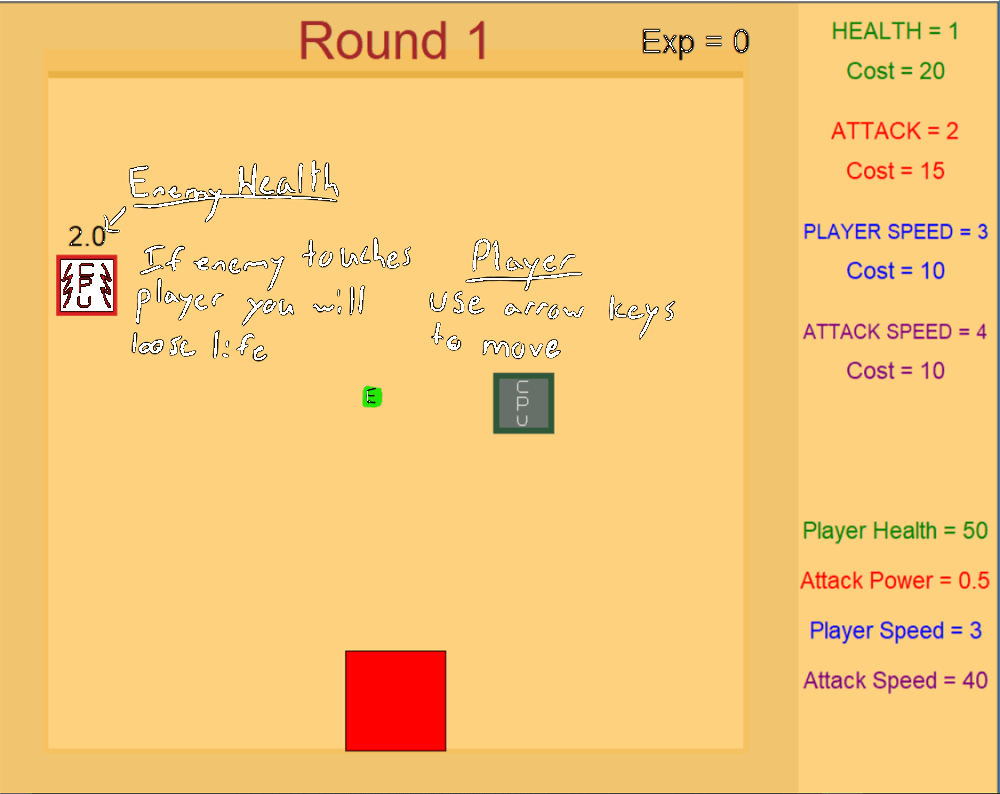 Round 1
Exp = 0
HEALTH = 1
Cost = 20
ATTACK = 2
Cost = 15
PLAYER SPEED = 3
Cost = 10
ATTACK SPEED = 4
Cost = 10
Enemy Health
2.0
CPU
If enemy touches
player you will
loose life
Player
use arrow keys
to move
E
C
P
U
Player Health = 50
Attack Power = 0.5
Player Speed = 3
Attack Speed = 40